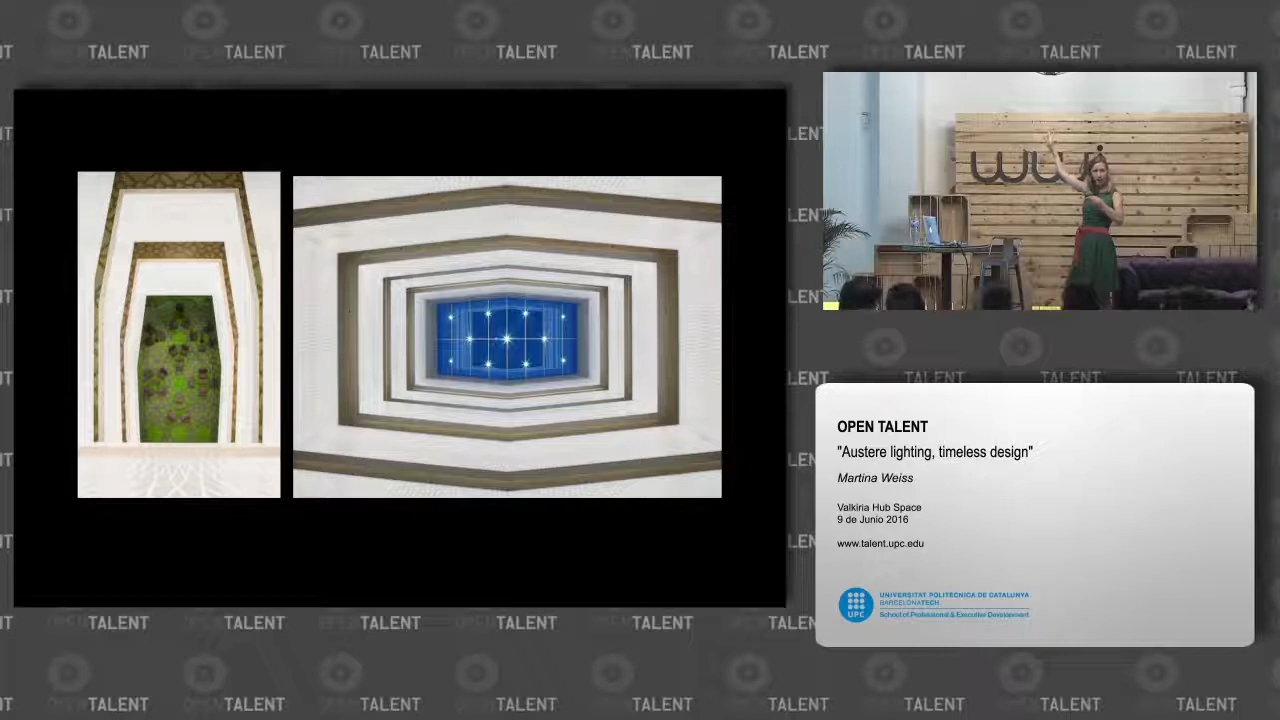 OPEN TALENT
"Austere lighting, timeless design"
Martina Weiss
Valkiria Hub Space
9 de Junio 2016
www.talent.upc.edu
UPC
UNIVERSITAT POLITÈCNICA DE CATALUNYA
BARCELONATECH
School of Professional & Executive Development